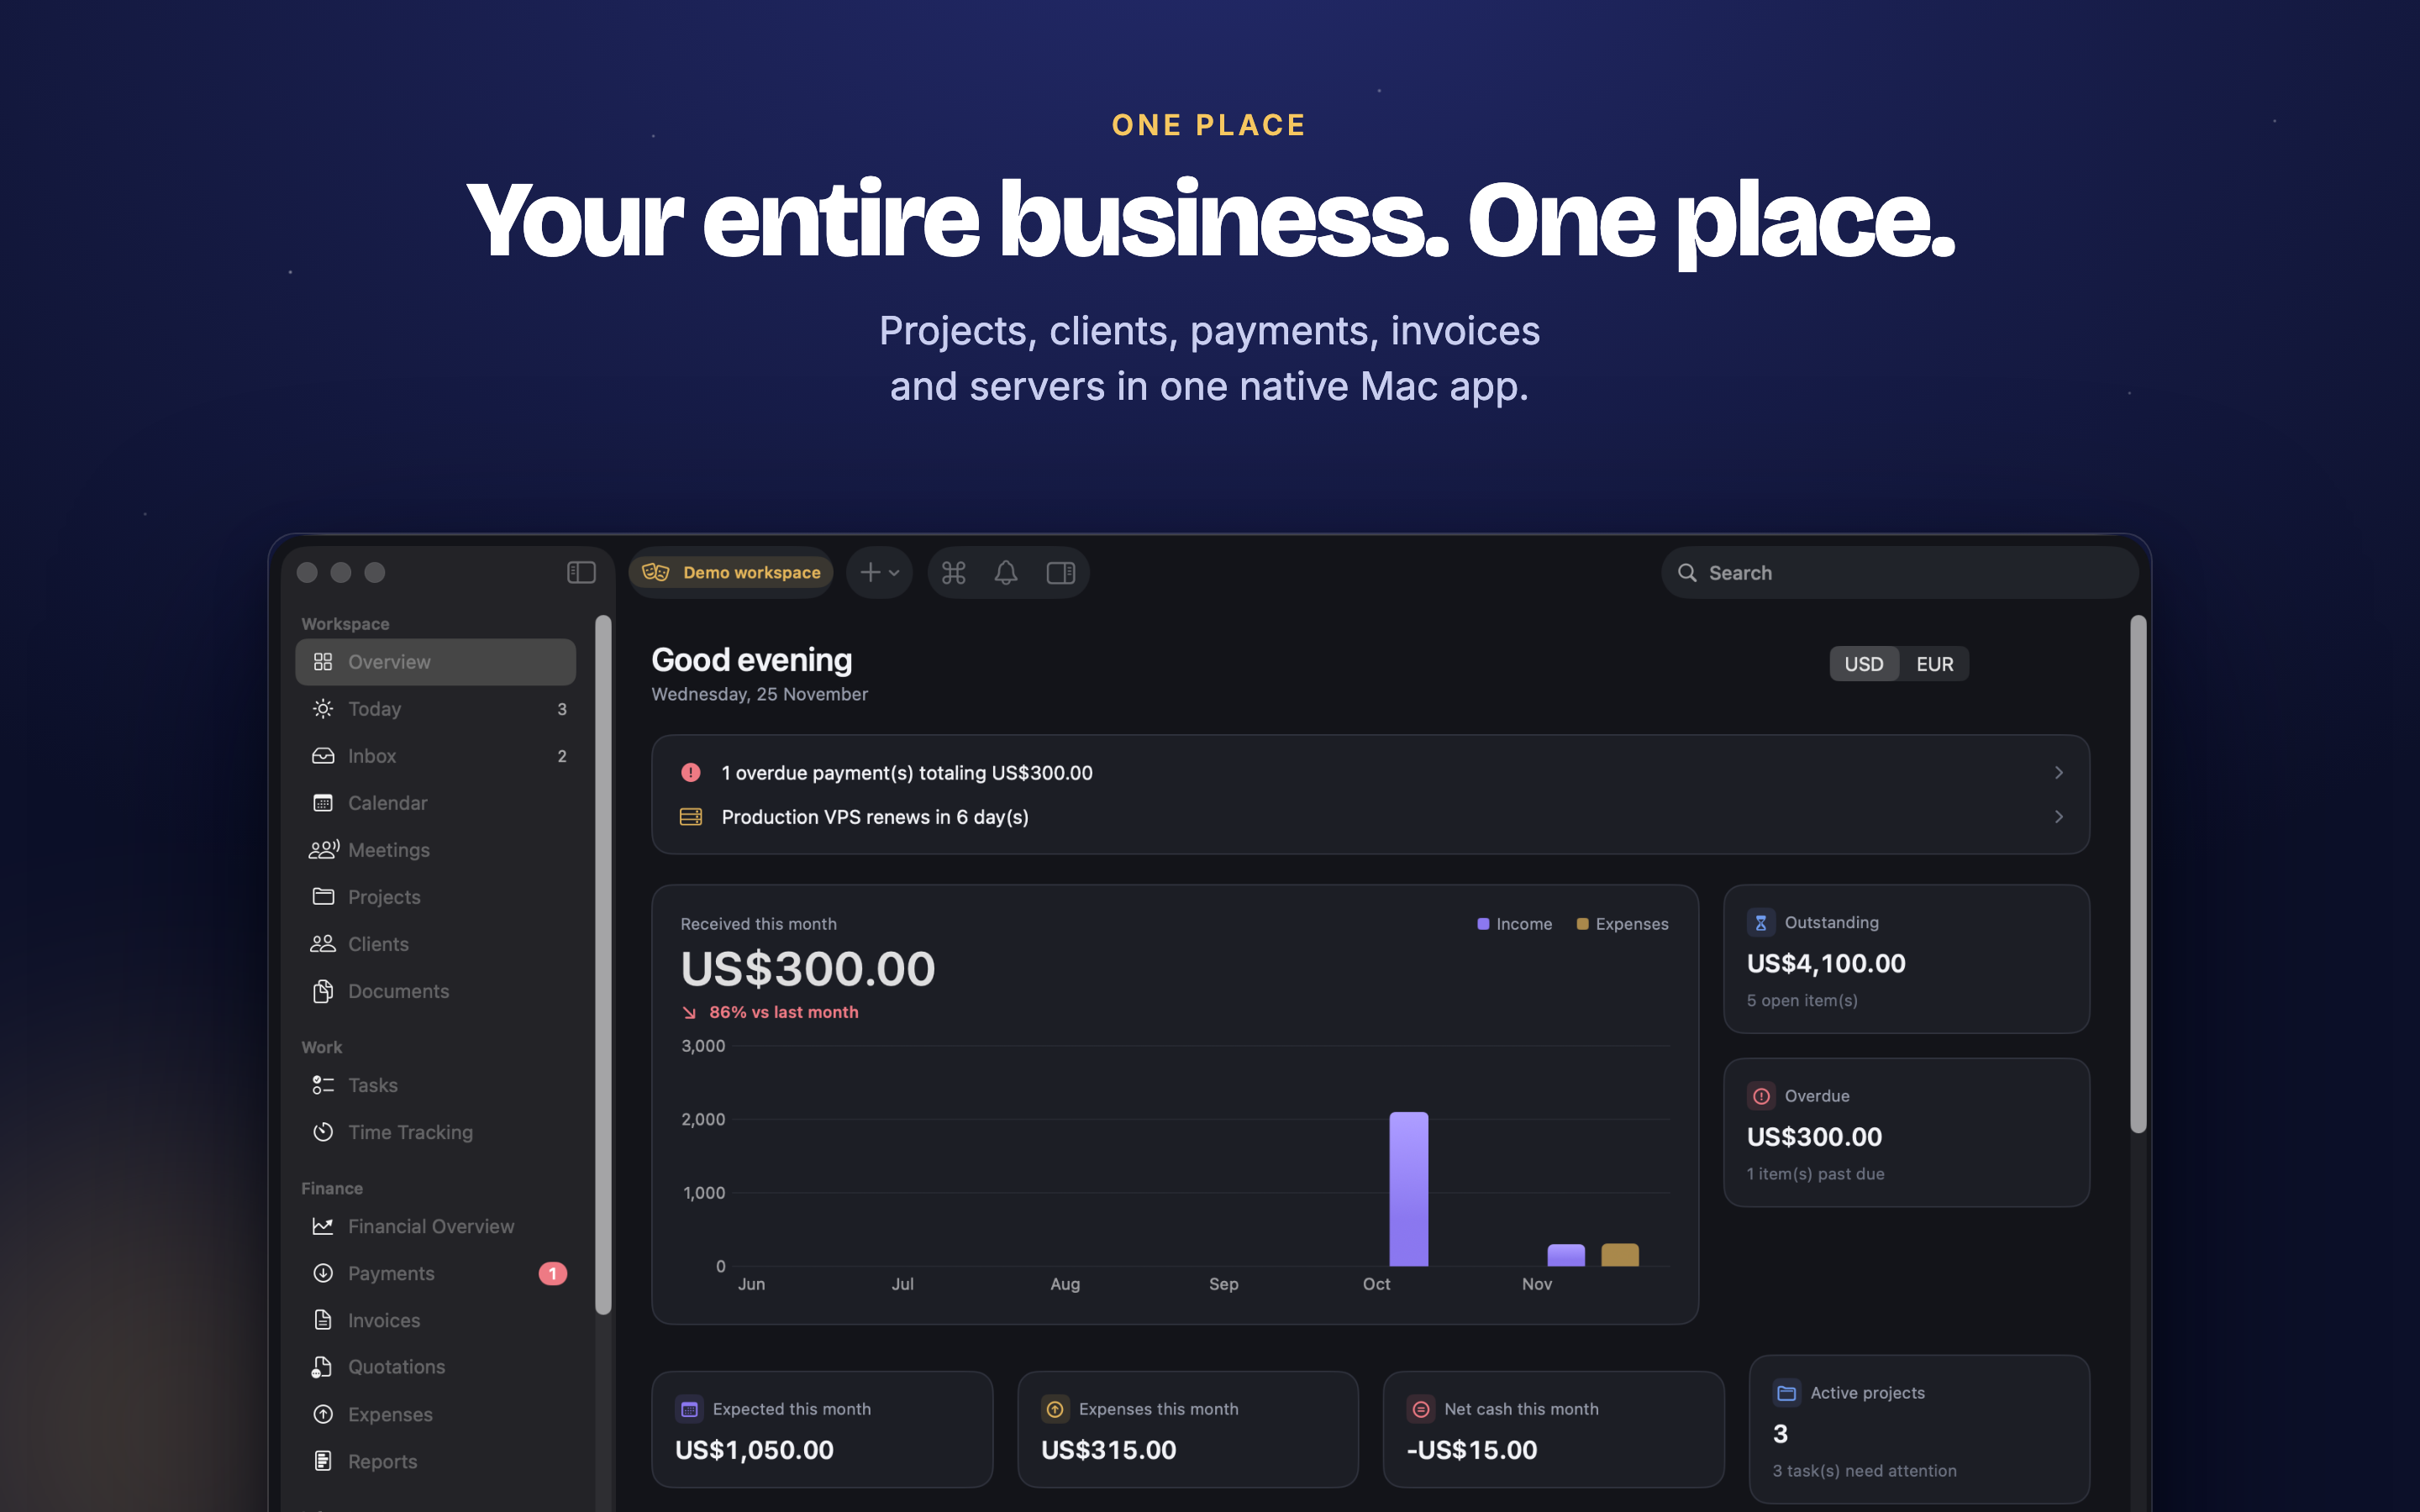 ONE PLACE
Your entire business. One place.
Projects, clients, payments, invoices
and servers in one native Mac app.
Demo workspace
Search
Workspace
Overview
Today 3
Inbox 2
Calendar
Meetings
Projects
Clients
Documents
Work
Tasks
Time Tracking
Finance
Financial Overview
Payments 1
Invoices
Quotations
Expenses
Reports
Good evening
Wednesday, 25 November
USD EUR
1 overdue payment(s) totaling US$300.00
Production VPS renews in 6 day(s)
Received this month
Income Expenses
US$300.00
86% vs last month
3,000
2,000
1,000
0
Jun Jul Aug Sep Oct Nov
Outstanding
US$4,100.00
5 open item(s)
Overdue
US$300.00
1 item(s) past due
Expected this month
US$1,050.00
Expenses this month
US$315.00
Net cash this month
-US$15.00
Active projects
3
3 task(s) need attention